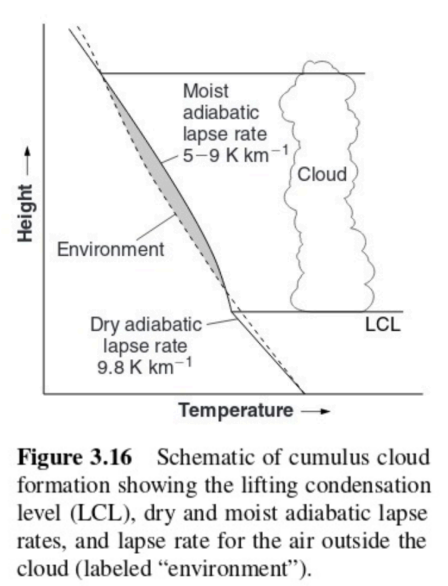 Moist
adiabatic
lapse rate
5–9 K km⁻¹
Cloud
Height
Environment
Dry adiabatic
lapse rate
9.8 K km⁻¹
LCL
Temperature
Figure 3.16 Schematic of cumulus cloud
formation showing the lifting condensation
level (LCL), dry and moist adiabatic lapse
rates, and lapse rate for the air outside the
cloud (labeled “environment”).